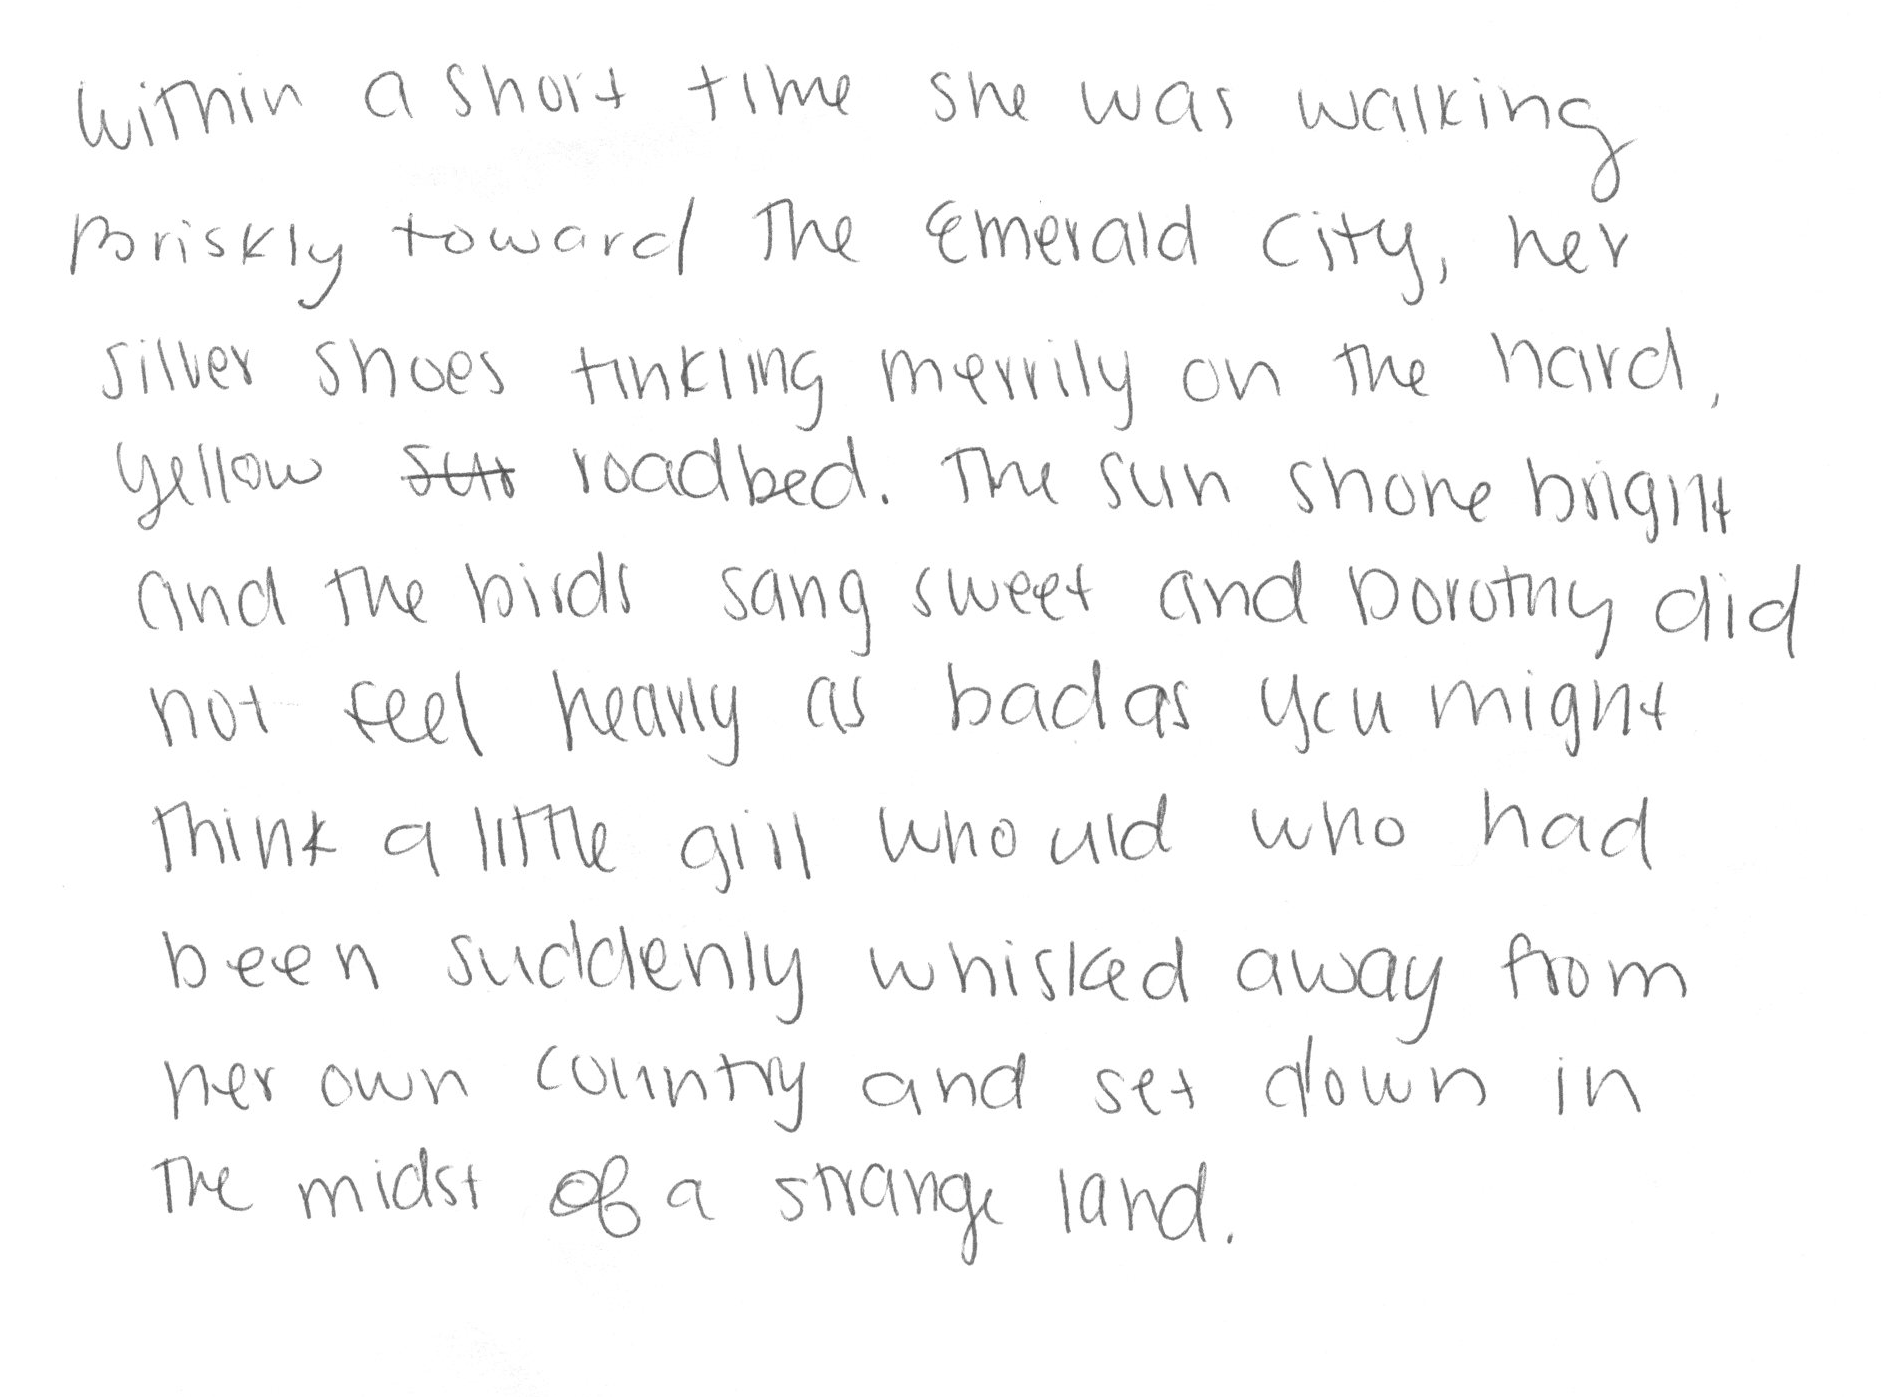 Within a short time she was walking
Briskly toward The Emerald City, her
silver shoes tinkling merrily on the hard,
yellow roadbed. The sun shone bright
and the birds sang sweet and Dorothy did
not feel nearly as bad as you might
think a little girl whould who had
been suddenly whisked away from
her own country and set down in
The midst of a strange land.